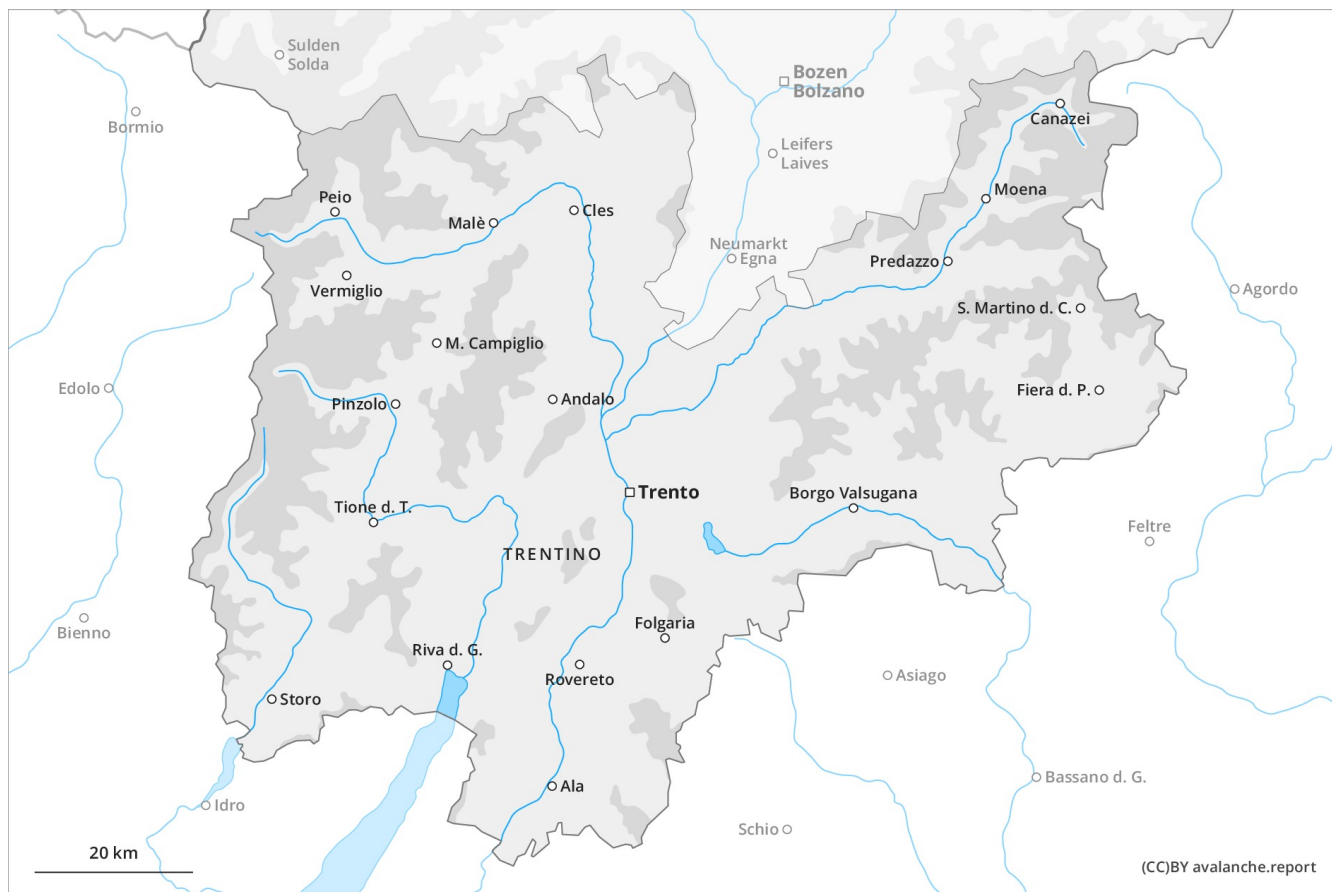 Sulden
Solda
Bozen
Bolzano
Bormio
Canazei
Leifers
Laives
Peio
Moena
Malè
Cles
Neumarkt
Egna
Predazzo
Vermiglio
Agordo
S. Martino d. C.
M. Campiglio
Edolo
Fiera d. P.
Pinzolo
Andalo
Trento
Borgo Valsugana
Tione d. T.
Feltre
TRENTINO
Bienno
Folgaria
Riva d. G.
Asiago
Rovereto
Storo
Bassano d. G.
Ala
Idro
Schio
20 km
(CC)BY avalanche.report